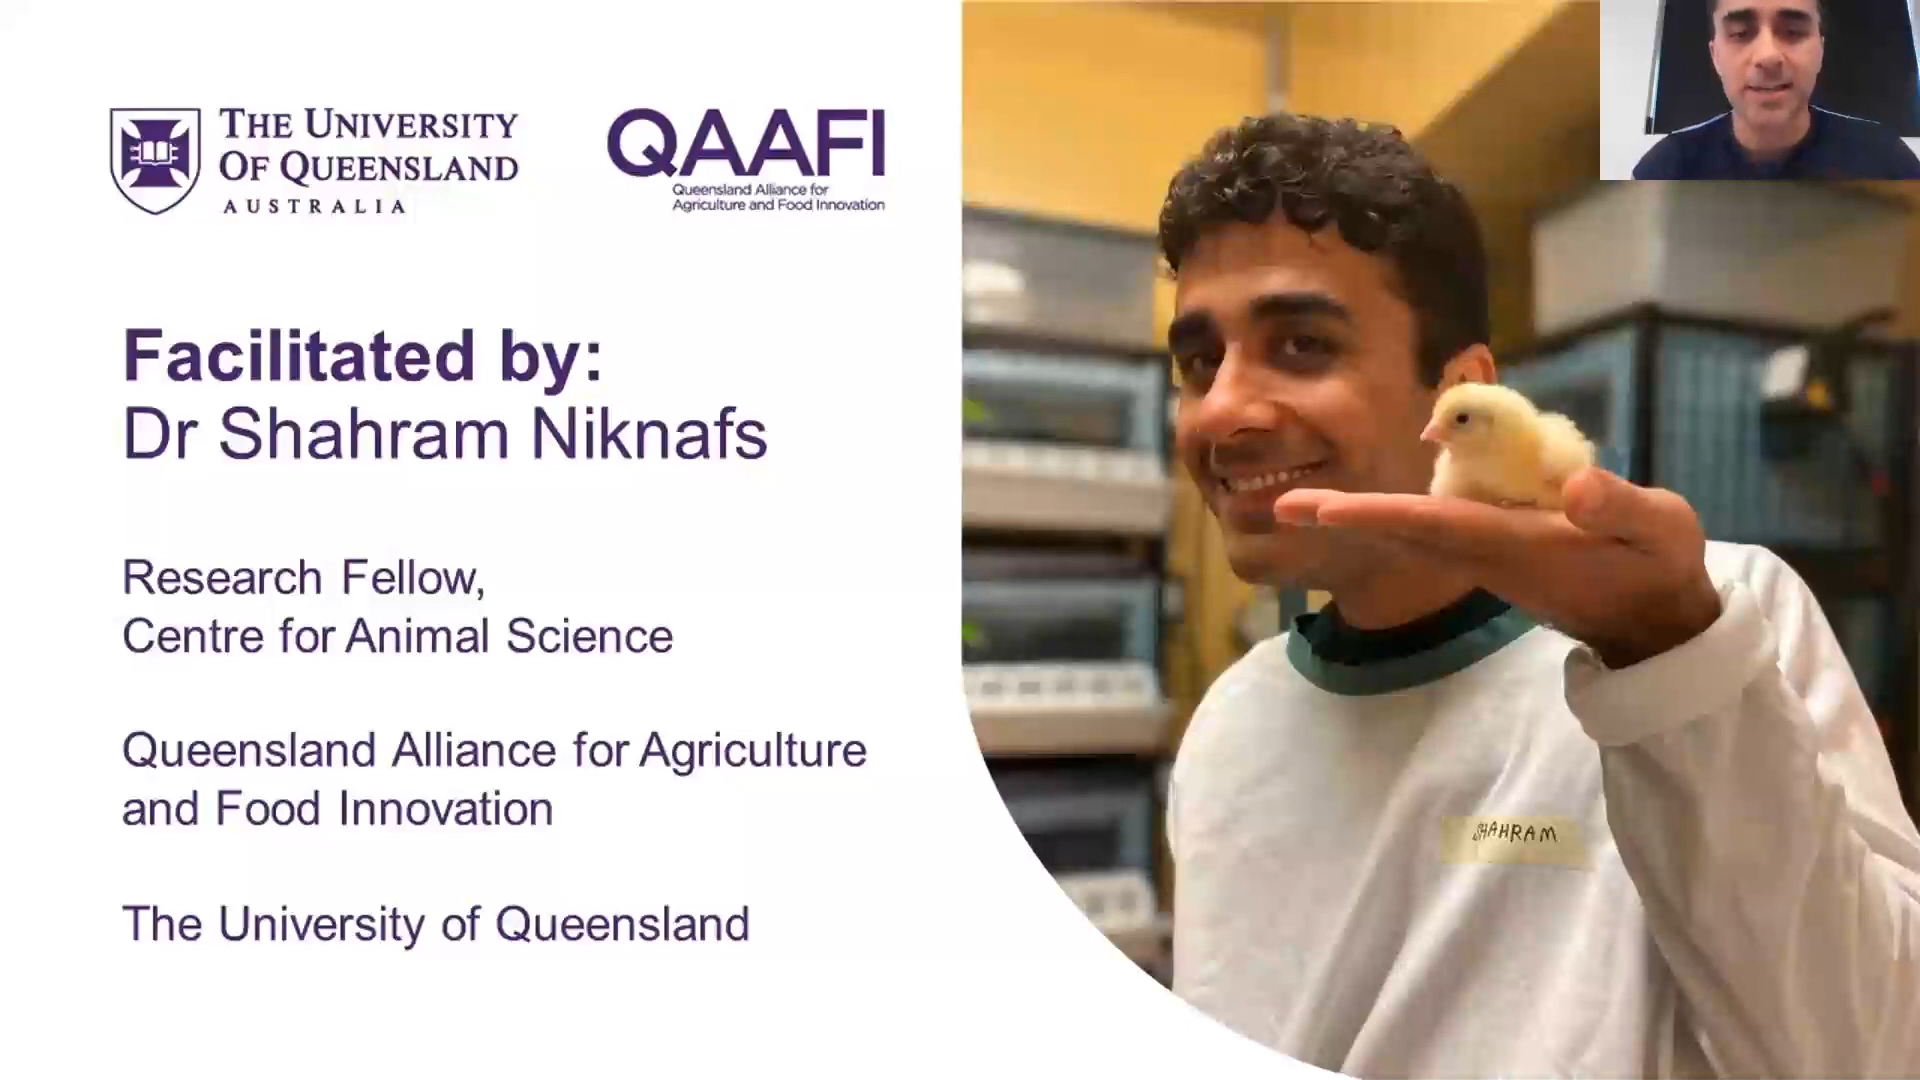 THE UNIVERSITY
OF QUEENSLAND
AUSTRALIA
QAAFI
Queensland Alliance for
Agriculture and Food Innovation
Facilitated by:
Dr Shahram Niknafs
Research Fellow,
Centre for Animal Science
Queensland Alliance for Agriculture
and Food Innovation
The University of Queensland
SHAHRAM